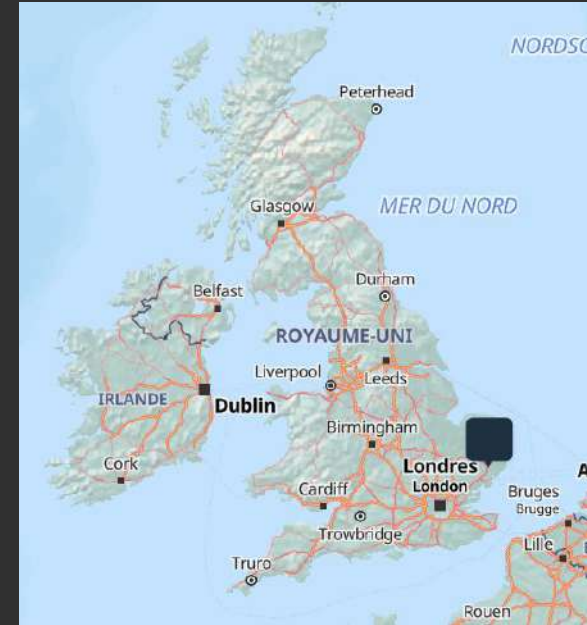 NORDSC
Peterhead
Glasgow
MER DU NORD
Durham
Belfast
ROYAUME-UNI
Liverpool
Leeds
IRLANDE
Dublin
Birmingham
Cork
Londres
London
Cardiff
Bruges
Brugge
Trowbridge
Lille
Truro
Rouen
A